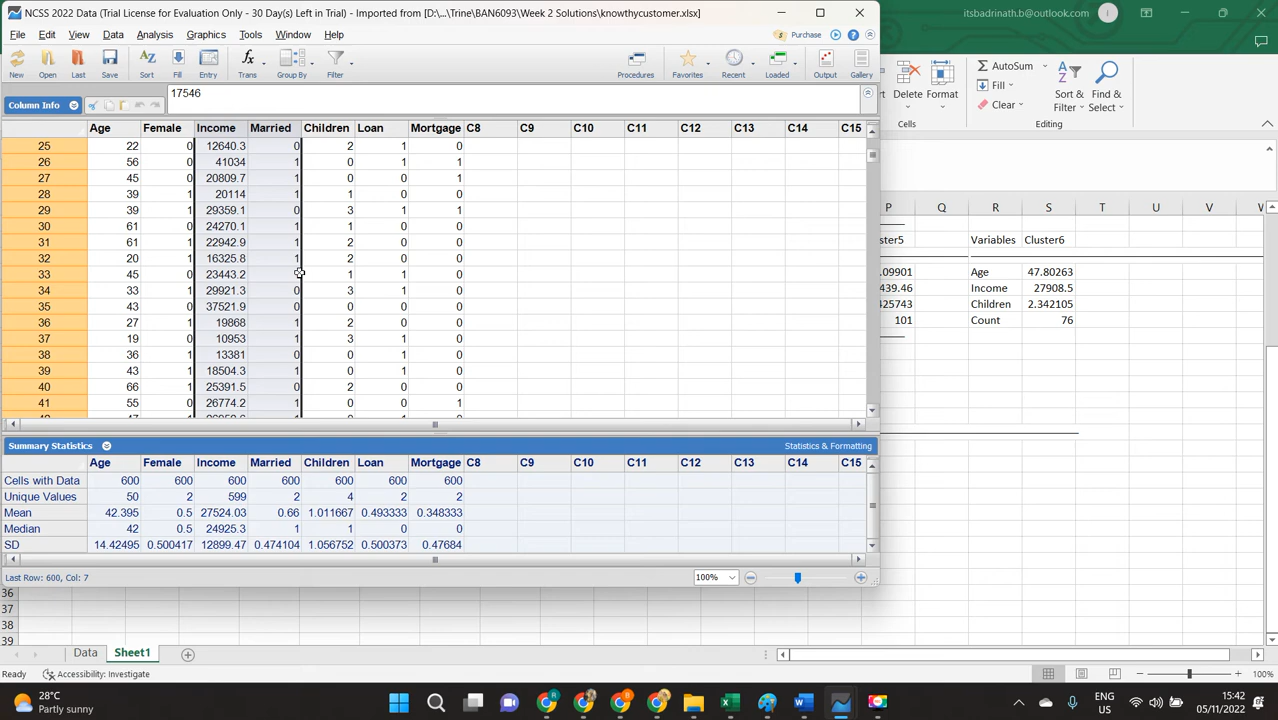 NCSS 2022 Data (Trial License for Evaluation Only - 30 Day(s) Left in Trial) - Imported from [D:\...\Trine\BAN6093\Week 2 Solutions\knowthycustomer.xlsx]
itsbadrinath.b@outlook.com I
File Edit View Data Analysis Graphics Tools Window Help
$ Purchase
New Open Last Save Sort Fill Entry Trans Group By Filter Procedures Favorites Recent Loaded Output Gallery
AutoSum
Fill
Clear
Delete Format Sort & Filter Find & Select
Cells Editing
Column Info 17546
Age Female Income Married Children Loan Mortgage C8 C9 C10 C11 C12 C13 C14 C15
25 22 0 12640.3 0 2 1 0
26 56 0 41034 1 0 1 1
27 45 0 20809.7 1 0 0 1
28 39 1 20114 1 1 0 0
29 39 1 29359.1 0 3 1 1
30 61 0 24270.1 1 1 0 0
31 61 1 22942.9 1 2 0 0
32 20 1 16325.8 1 2 0 0
33 45 0 23443.2 1 1 1 0
34 33 1 29921.3 0 3 1 0
35 43 0 37521.9 0 0 0 0
36 27 1 19868 1 2 0 0
37 19 0 10953 1 3 1 0
38 36 1 13381 0 0 1 0
39 43 1 18504.3 1 0 1 0
40 66 1 25391.5 0 2 0 0
41 55 0 26774.2 1 0 0 1
P Q R S T U V W
ster5 Variables Cluster6
.09901 Age 47.80263
439.46 Income 27908.5
425743 Children 2.342105
101 Count 76
Summary Statistics Statistics & Formatting
Age Female Income Married Children Loan Mortgage C8 C9 C10 C11 C12 C13 C14 C15
Cells with Data 600 600 600 600 600 600 600
Unique Values 50 2 599 2 4 2 2
Mean 42.395 0.5 27524.03 0.66 1.011667 0.493333 0.348333
Median 42 0.5 24925.3 1 1 0 0
SD 14.42495 0.500417 12899.47 0.474104 1.056752 0.500373 0.47684
Last Row: 600, Col: 7 100%
36
37
38
39
Data Sheet1
Ready Accessibility: Investigate 100%
28°C
Partly sunny
ENG
US
15:42
05/11/2022